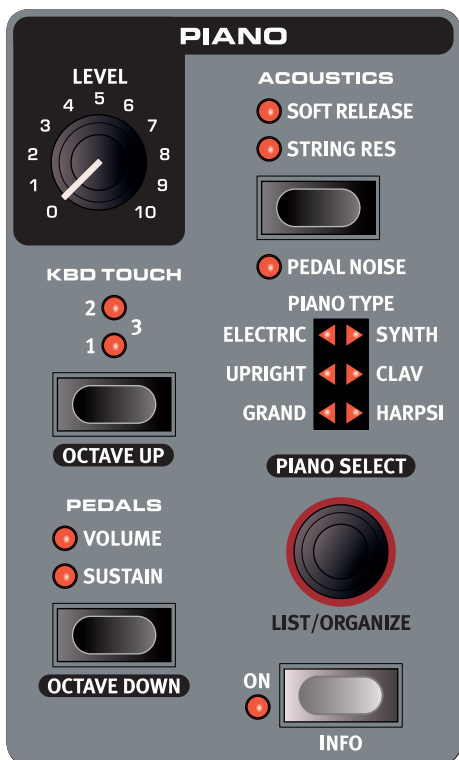 PIANO
LEVEL
0 1 2 3 4 5 6 7 8 9 10
ACOUSTICS
SOFT RELEASE
STRING RES
PEDAL NOISE
KBD TOUCH
2
3
1
OCTAVE UP
PIANO TYPE
ELECTRIC SYNTH
UPRIGHT CLAV
GRAND HARPSI
PIANO SELECT
LIST/ORGANIZE
PEDALS
VOLUME
SUSTAIN
OCTAVE DOWN
ON
INFO